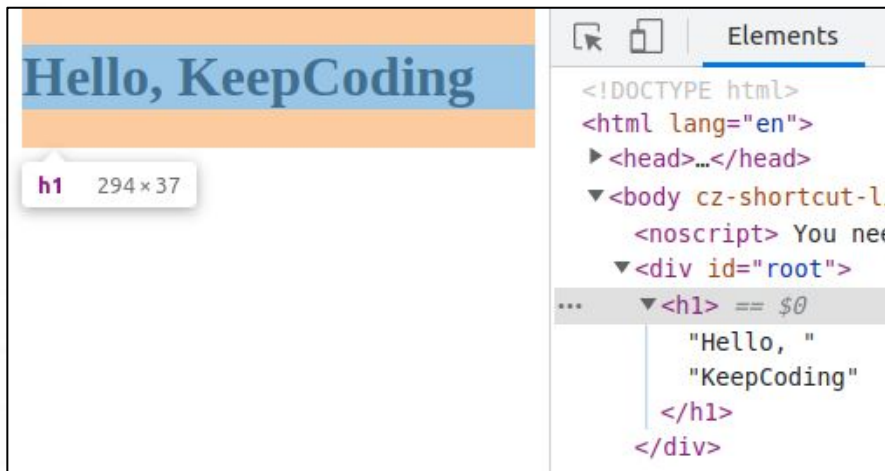 Hello, KeepCoding
h1 294 × 37
Elements
<!DOCTYPE html>
<html lang="en">
▶<head>…</head>
▼<body cz-shortcut-l
<noscript> You nee
▼<div id="root">
… ▼<h1> == $0
"Hello, "
"KeepCoding"
</h1>
</div>